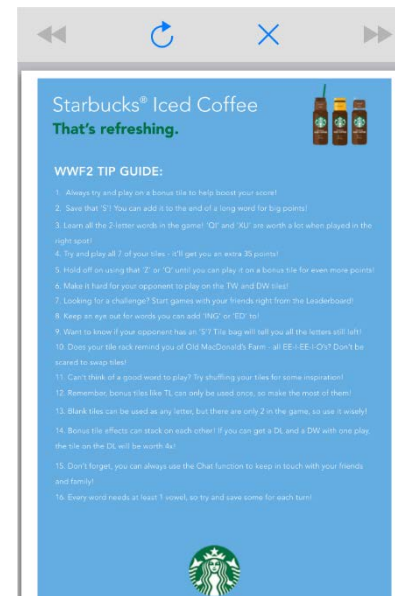 Starbucks® Iced Coffee
That's refreshing.
WWF2 TIP GUIDE:
1. Always try and play on a bonus tile to help boost your score!
2. Save that 'S'! You can add it to the end of a long word for big points!
3. Learn all the 2-letter words in the game! 'QI' and 'XU' are worth a lot when played in the
right spot!
4. Try and play all 7 of your tiles - it'll get you an extra 35 points!
5. Hold off on using that 'Z' or 'Q' until you can play it on a bonus tile for even more points!
6. Make it hard for your opponent to play on the TW and DW tiles!
7. Looking for a challenge? Start games with your friends right from the Leaderboard!
8. Keep an eye out for words you can add 'ING' or 'ED' to!
9. Want to know if your opponent has an 'S'? Tile bag will tell you all the letters still left!
10. Does your tile rack remind you of Old MacDonald's Farm - all EE-I-EE-I-O's? Don't be
scared to swap tiles!
11. Can't think of a good word to play? Try shuffling your tiles for some inspiration!
12. Remember, bonus tiles like TL can only be used once, so make the most of them!
13. Blank tiles can be used as any letter, but there are only 2 in the game, so use it wisely!
14. Bonus tile effects can stack on each other! If you can get a DL and a DW with one play,
the tile on the DL will be worth 4x!
15. Don't forget, you can always use the Chat function to keep in touch with your friends
and family!
16. Every word needs at least 1 vowel, so try and save some for each turn!